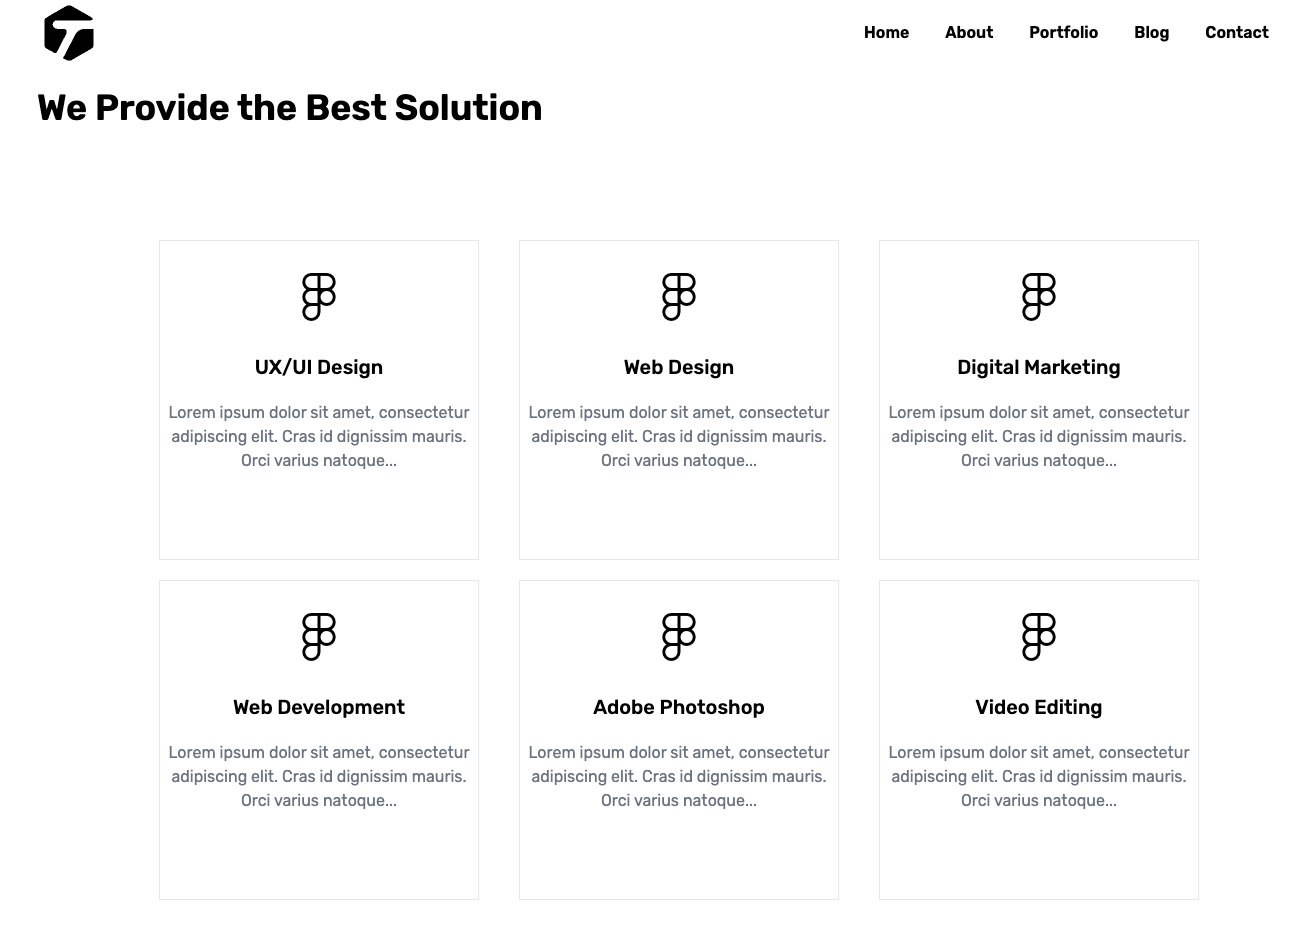 Home About Portfolio Blog Contact
We Provide the Best Solution
UX/UI Design
Lorem ipsum dolor sit amet, consectetur
adipiscing elit. Cras id dignissim mauris.
Orci varius natoque...
Web Design
Lorem ipsum dolor sit amet, consectetur
adipiscing elit. Cras id dignissim mauris.
Orci varius natoque...
Digital Marketing
Lorem ipsum dolor sit amet, consectetur
adipiscing elit. Cras id dignissim mauris.
Orci varius natoque...
Web Development
Lorem ipsum dolor sit amet, consectetur
adipiscing elit. Cras id dignissim mauris.
Orci varius natoque...
Adobe Photoshop
Lorem ipsum dolor sit amet, consectetur
adipiscing elit. Cras id dignissim mauris.
Orci varius natoque...
Video Editing
Lorem ipsum dolor sit amet, consectetur
adipiscing elit. Cras id dignissim mauris.
Orci varius natoque...